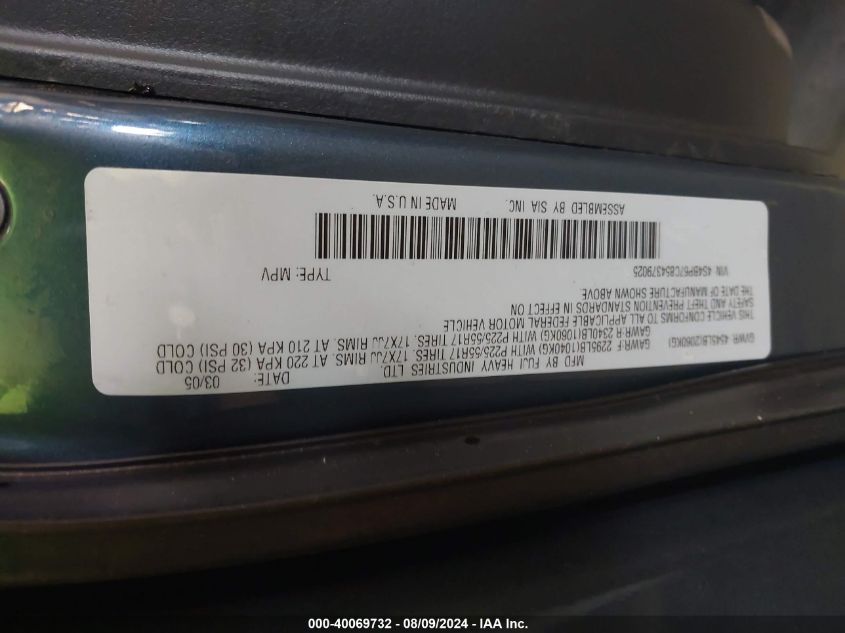 MFD BY FUJI HEAVY INDUSTRIES LTD. DATE: 03/05
GVWR: 4545LB(2060KG)
GAWR-F 2295LB(1040KG) WITH P225/55R17 TIRES. 17X7JJ RIMS. AT 220 KPA (32 PSI) COLD
GAWR-R 2340LB(1060KG) WITH P225/55R17 TIRES. 17X7JJ RIMS. AT 210 KPA (30 PSI) COLD
THIS VEHICLE CONFORMS TO ALL APPLICABLE FEDERAL MOTOR VEHICLE
SAFETY AND THEFT PREVENTION STANDARDS IN EFFECT ON
THE DATE OF MANUFACTURE SHOWN ABOVE
VIN: 4S4BP67C854379025 TYPE: MPV
ASSEMBLED BY SIA INC. MADE IN U.S.A.
000-40069732 - 08/09/2024 - IAA Inc.